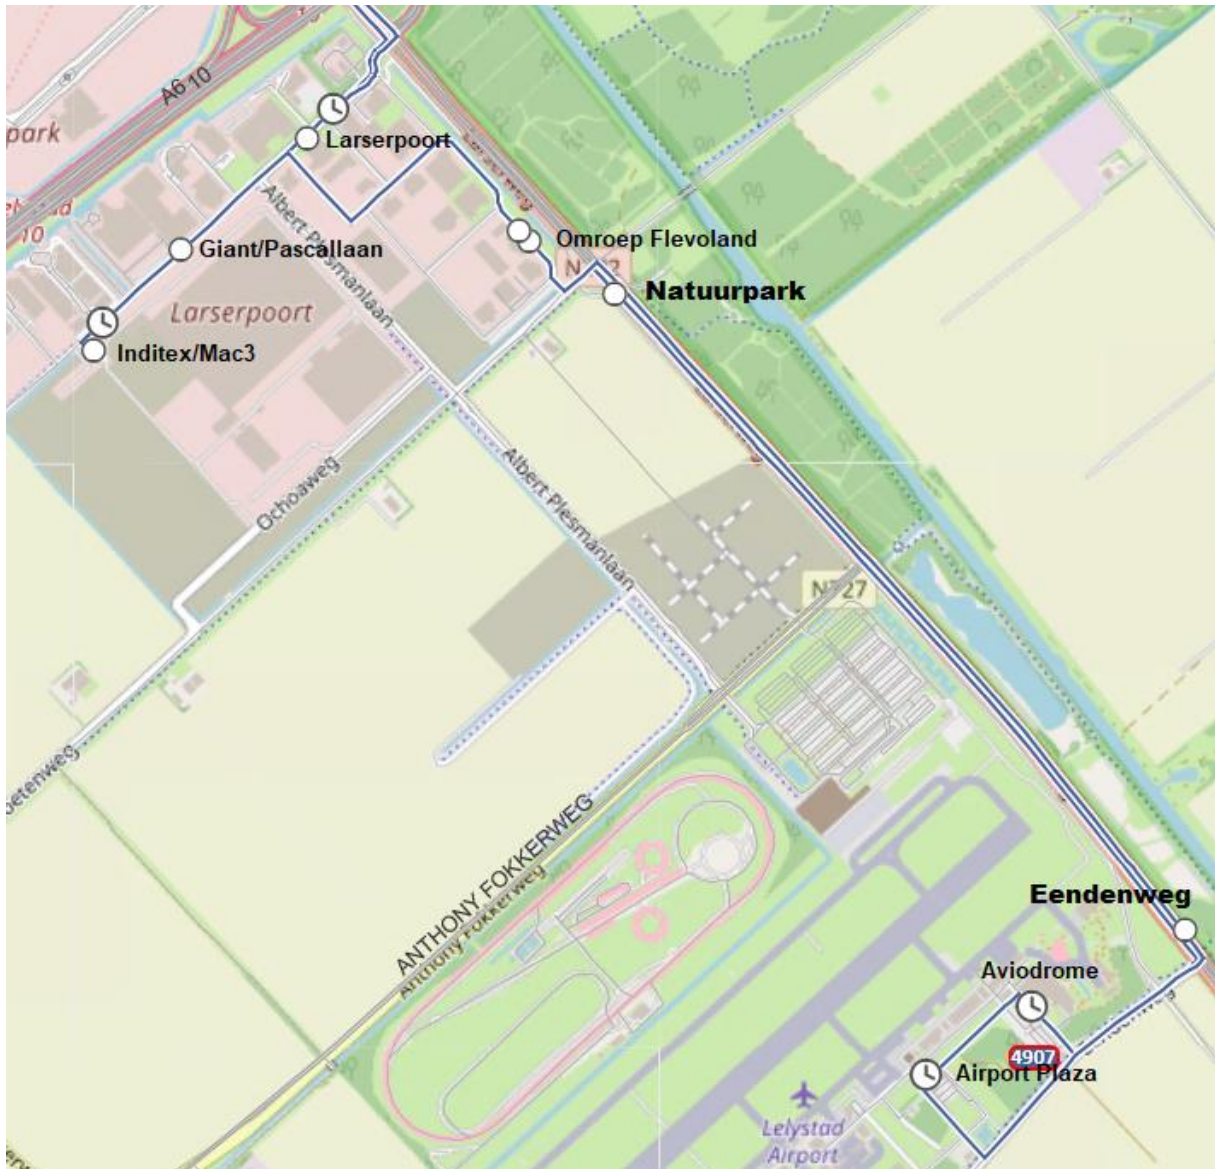 A6 10
park
Larserpoort
Albert Plesmanlaan
Giant/Pascallaan
Omroep Flevoland
Natuurpark
10
Larserpoort
Inditex/Mac3
Ochoaweg
Albert Plesmanlaan
N727
ANTHONY FOKKERWEG
Anthony Fokkerweg
Eendenweg
Aviodrome
4907
Airport Plaza
Lelystad
Airport